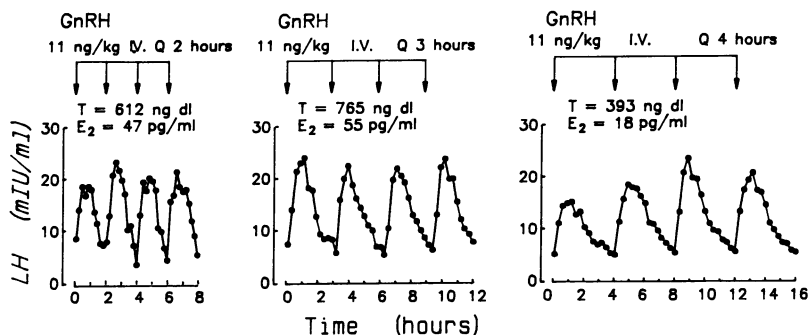 GnRH
11 ng/kg I.V. Q 2 hours
T = 612 ng dl
E2 = 47 pg/ml
GnRH
11 ng/kg I.V. Q 3 hours
T = 765 ng dl
E2 = 55 pg/ml
GnRH
11 ng/kg I.V. Q 4 hours
T = 393 ng dl
E2 = 18 pg/ml
LH (mIU/ml)
30
20
10
0
0 2 4 6 8
30
20
10
0
0 2 4 6 8 10 12
30
20
10
0
0 2 4 6 8 10 12 14 16
Time (hours)